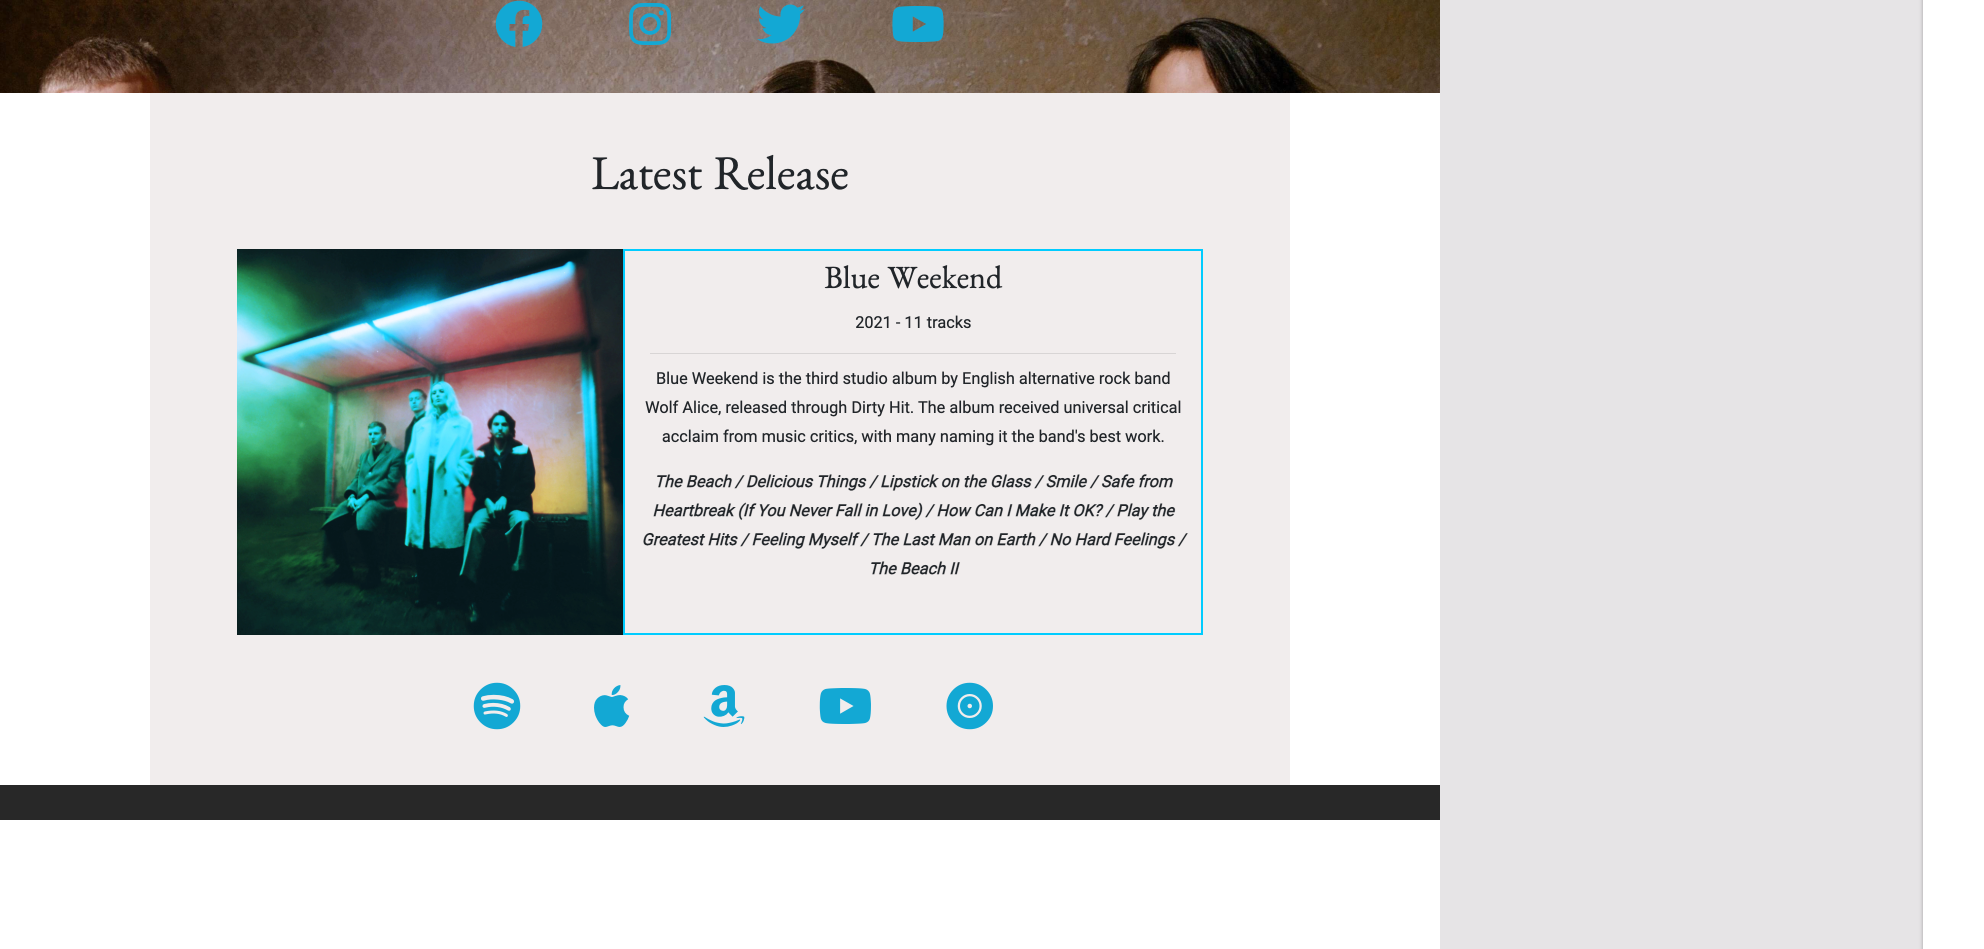 Latest Release
Blue Weekend
2021 - 11 tracks
Blue Weekend is the third studio album by English alternative rock band
Wolf Alice, released through Dirty Hit. The album received universal critical
acclaim from music critics, with many naming it the band's best work.
The Beach / Delicious Things / Lipstick on the Glass / Smile / Safe from
Heartbreak (If You Never Fall in Love) / How Can I Make It OK? / Play the
Greatest Hits / Feeling Myself / The Last Man on Earth / No Hard Feelings /
The Beach II